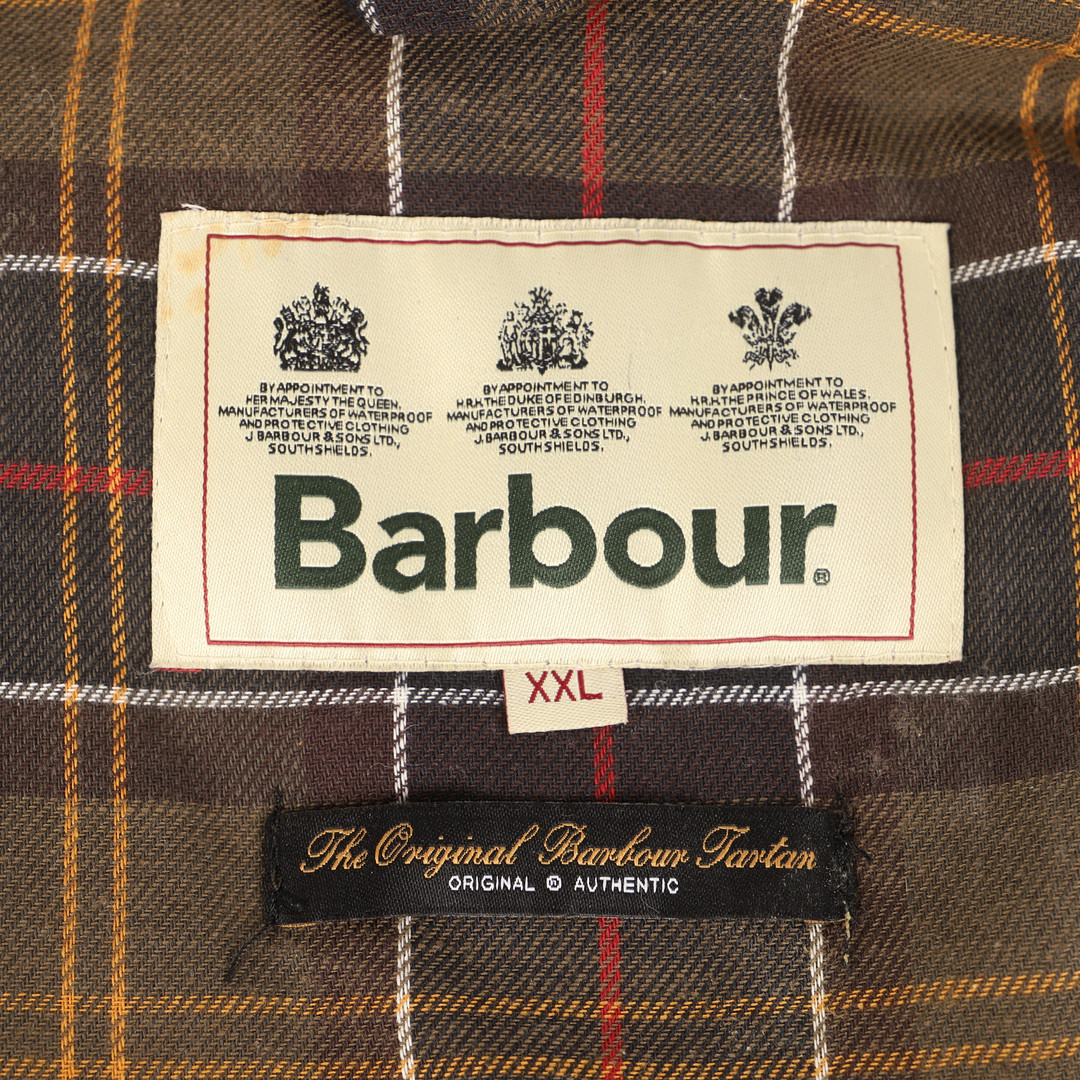 BY APPOINTMENT TO
HER MAJESTY THE QUEEN,
MANUFACTURERS OF WATERPROOF
AND PROTECTIVE CLOTHING
J. BARBOUR & SONS LTD.,
SOUTH SHIELDS.
BY APPOINTMENT TO
H.R.H. THE DUKE OF EDINBURGH,
MANUFACTURERS OF WATERPROOF
AND PROTECTIVE CLOTHING
J. BARBOUR & SONS LTD.,
SOUTH SHIELDS.
BY APPOINTMENT TO
H.R.H. THE PRINCE OF WALES,
MANUFACTURERS OF WATERPROOF
AND PROTECTIVE CLOTHING
J. BARBOUR & SONS LTD.,
SOUTH SHIELDS.
Barbour®
XXL
The Original Barbour Tartan
ORIGINAL ® AUTHENTIC